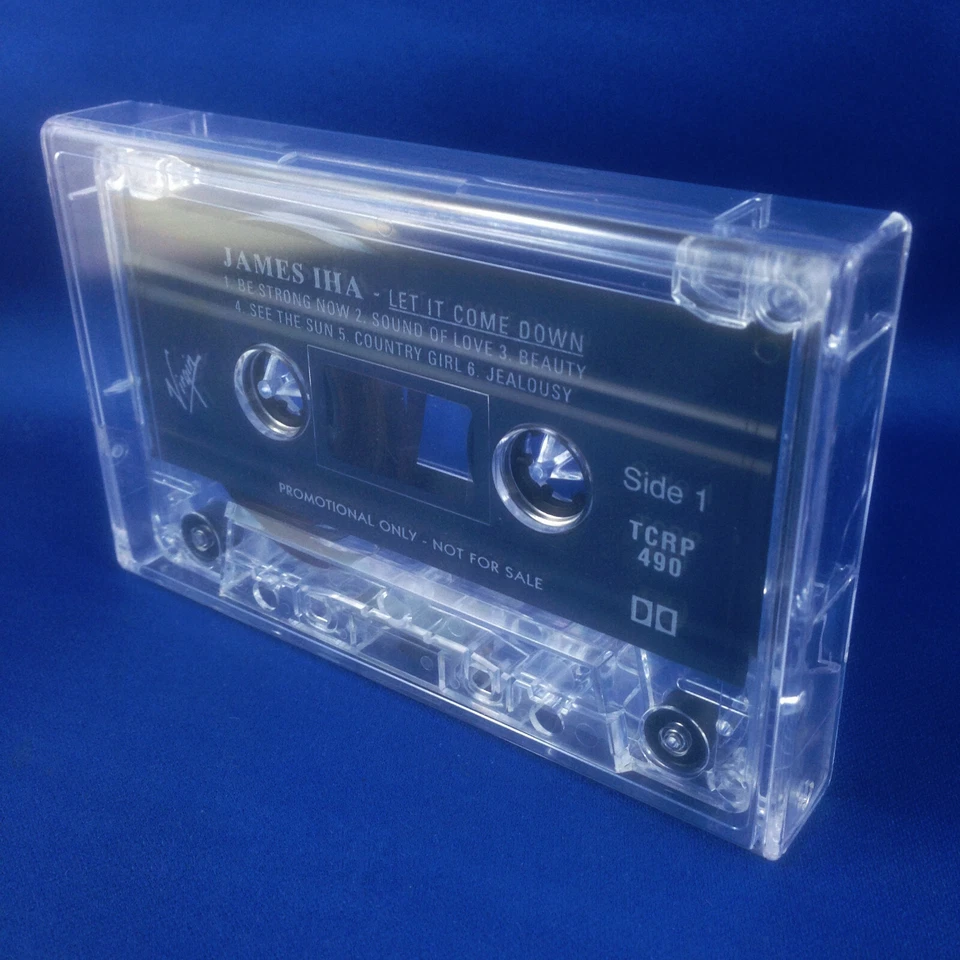 JAMES IHA - LET IT COME DOWN
1. BE STRONG NOW 2. SOUND OF LOVE 3. BEAUTY
4. SEE THE SUN 5. COUNTRY GIRL 6. JEALOUSY
Virgin
Side 1
TCRP
490
PROMOTIONAL ONLY - NOT FOR SALE